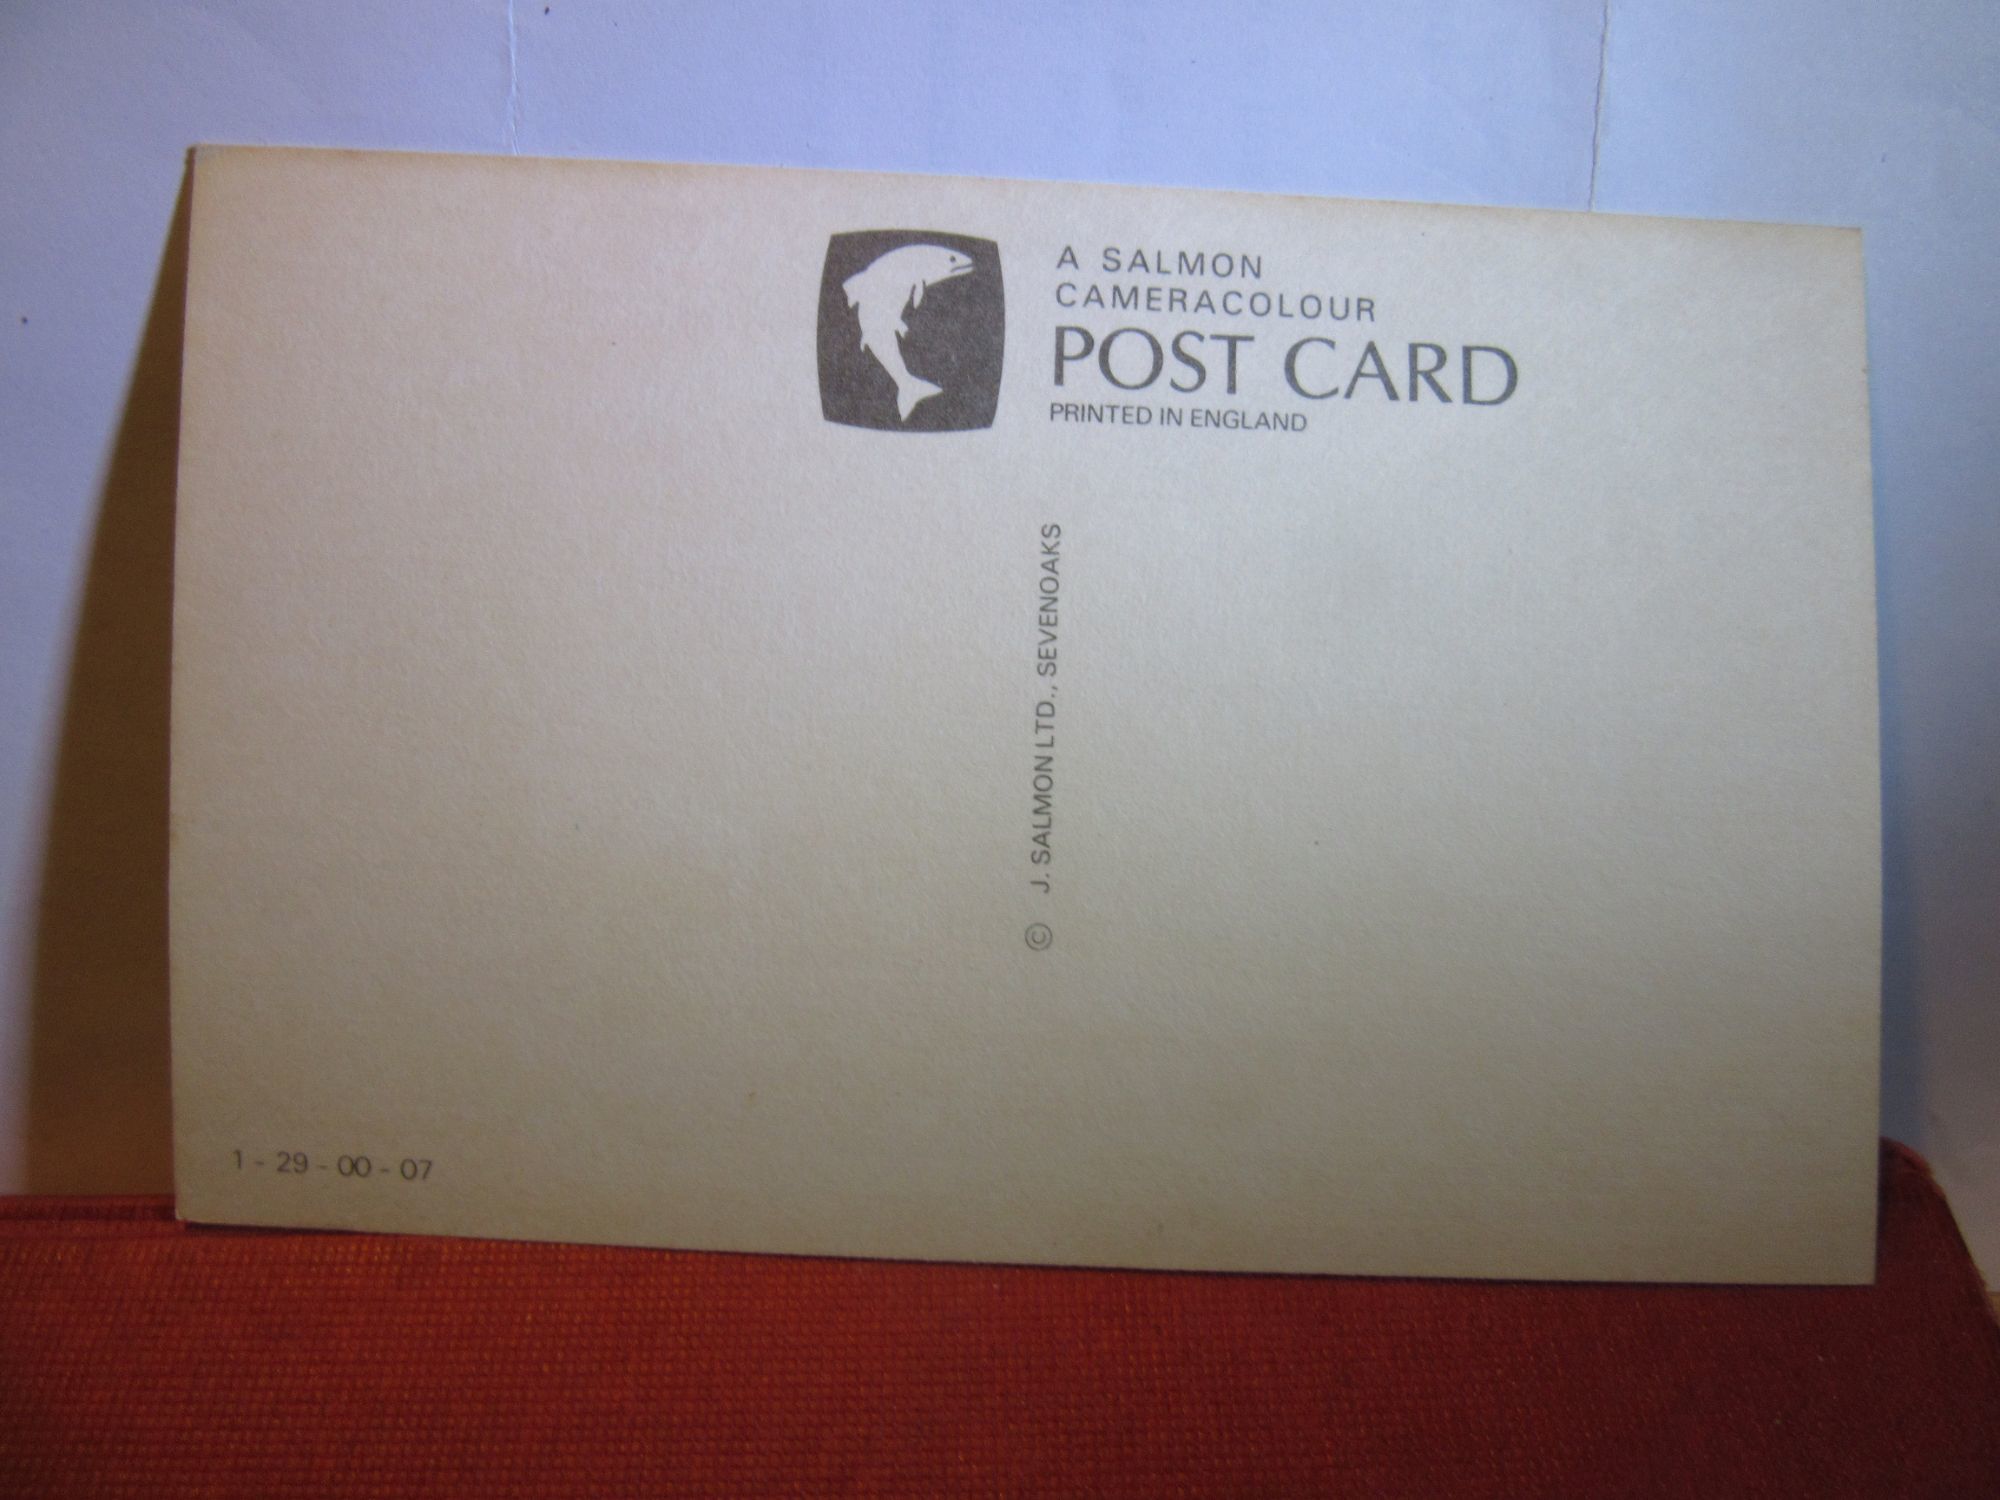 A SALMON
CAMERACOLOUR
POST CARD
PRINTED IN ENGLAND
© J. SALMON LTD., SEVENOAKS
1 - 29 - 00 - 07